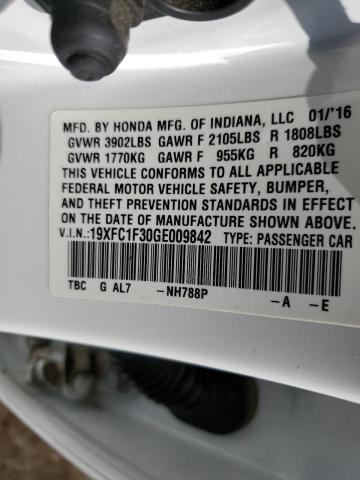 MFD. BY HONDA MFG. OF INDIANA, LLC 01/'16
GVWR 3902LBS GAWR F 2105LBS R 1808LBS
GVWR 1770KG GAWR F 955KG R 820KG
THIS VEHICLE CONFORMS TO ALL APPLICABLE
FEDERAL MOTOR VEHICLE SAFETY, BUMPER,
AND THEFT PREVENTION STANDARDS IN EFFECT
ON THE DATE OF MANUFACTURE SHOWN ABOVE.
V.I.N.: 19XFC1F30GE009842 TYPE: PASSENGER CAR
TBC G AL7 -NH788P -A -E